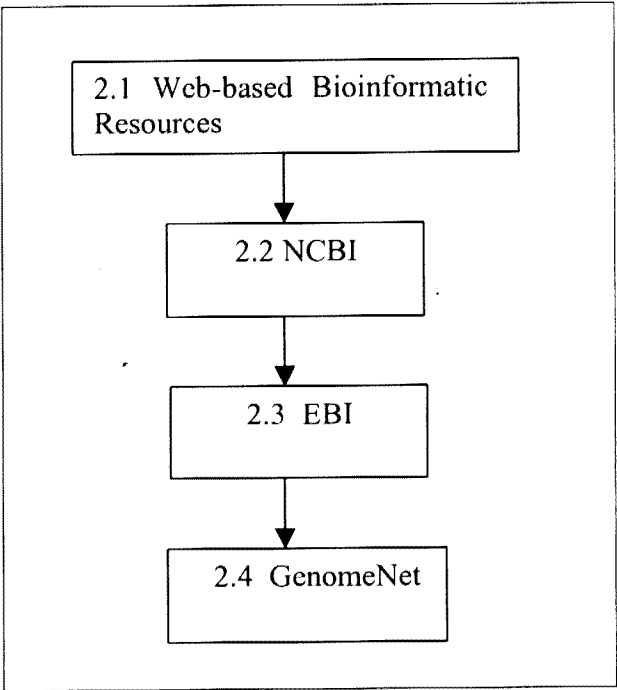 2.1 Web-based Bioinformatic
Resources
2.2 NCBI
2.3 EBI
2.4 GenomeNet